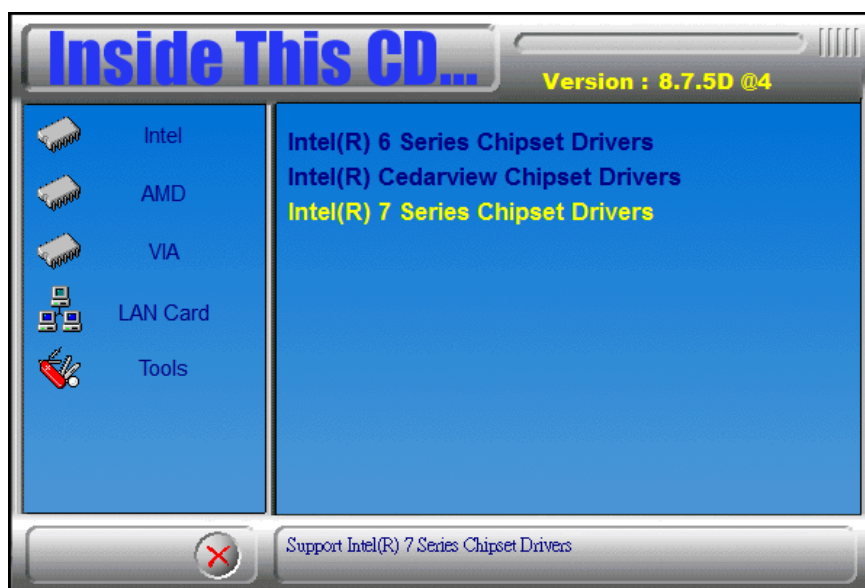 Inside This CD...
Version : 8.7.5D @4
Intel
AMD
VIA
LAN Card
Tools
Intel(R) 6 Series Chipset Drivers
Intel(R) Cedarview Chipset Drivers
Intel(R) 7 Series Chipset Drivers
Support Intel(R) 7 Series Chipset Drivers